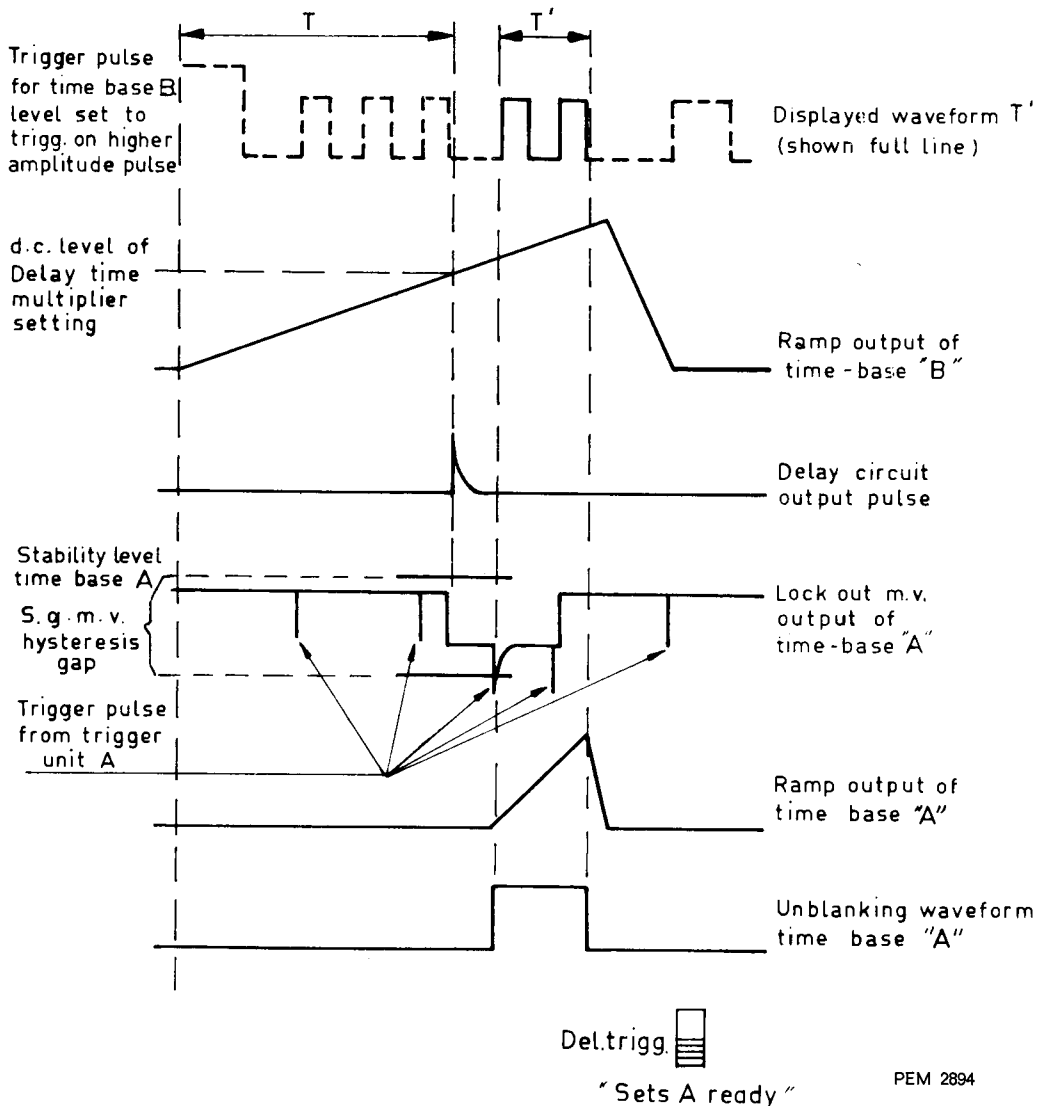 T
T'
Trigger pulse
for time base B
level set to
trigg. on higher
amplitude pulse
Displayed waveform T'
(shown full line)
d.c. level of
Delay time
multiplier
setting
Ramp output of
time-base "B"
Delay circuit
output pulse
Stability level
time base A
S.g.m.v.
hysteresis
gap
Lock out m.v.
output of
time-base "A"
Trigger pulse
from trigger
unit A
Ramp output of
time base "A"
Unblanking waveform
time base "A"
Del.trigg.
"Sets A ready"
PEM 2894